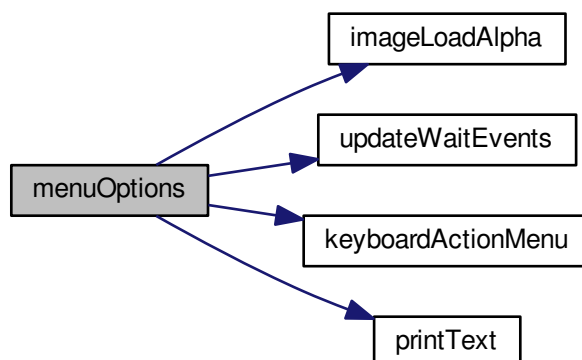 imageLoadAlpha
updateWaitEvents
menuOptions
keyboardActionMenu
printText